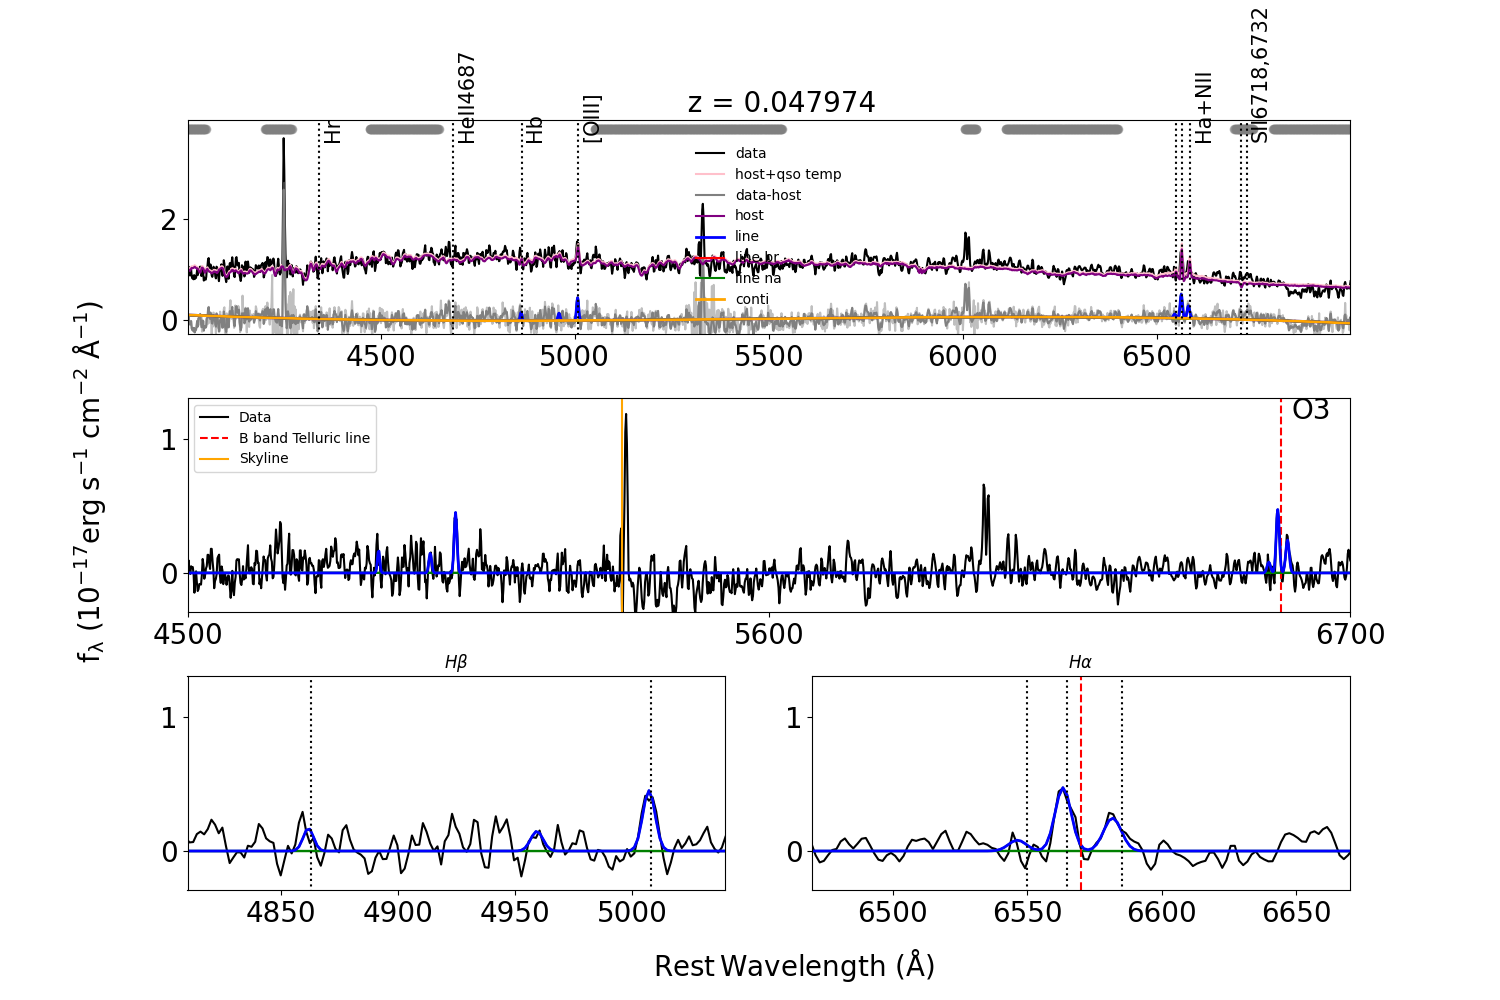 z = 0.047974
Hr
HeII4687
Hb
[OIII]
Ha+NII
SII6718,6732
data
host+qso temp
data-host
host
line
line br
line na
conti
2
0
4500 5000 5500 6000 6500
fλ (10⁻¹⁷erg s⁻¹ cm⁻² Å⁻¹)
Data
B band Telluric line
Skyline
O3
1
0
4500 5600 6700
Hβ
1
0
4850 4900 4950 5000
Hα
1
0
6500 6550 6600 6650
Rest Wavelength (Å)